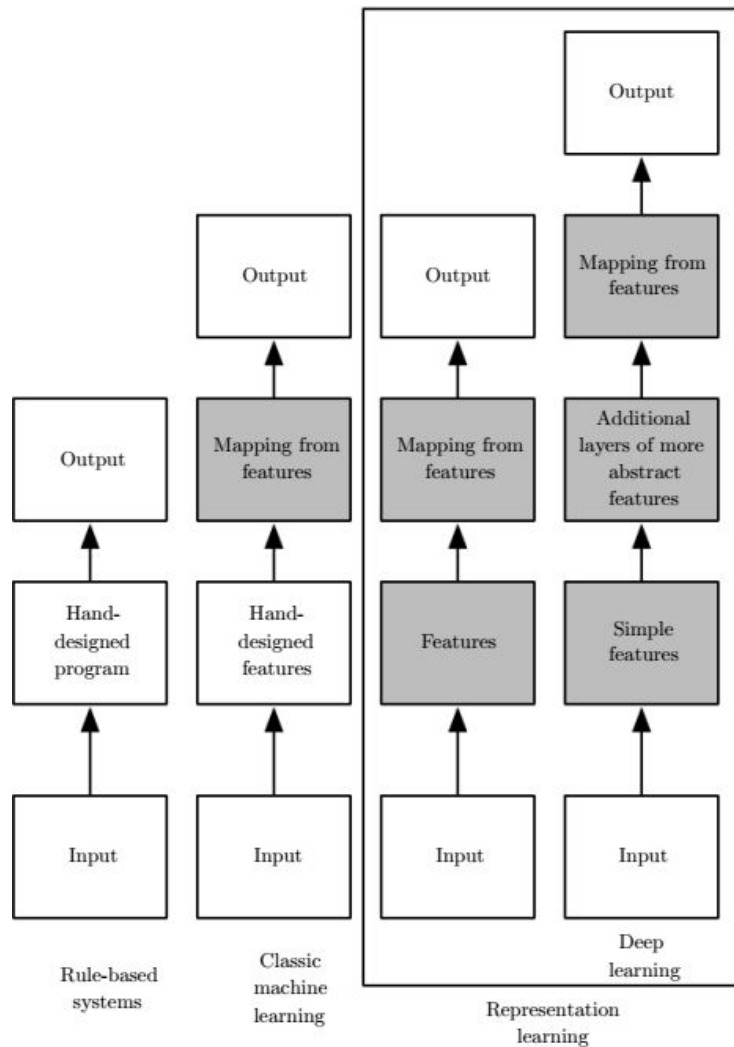 Output
Output
Output
Mapping from
features
Output
Mapping from
features
Mapping from
features
Additional
layers of more
abstract
features
Hand-
designed
program
Hand-
designed
features
Features
Simple
features
Input
Input
Input
Input
Rule-based
systems
Classic
machine
learning
Representation
learning
Deep
learning